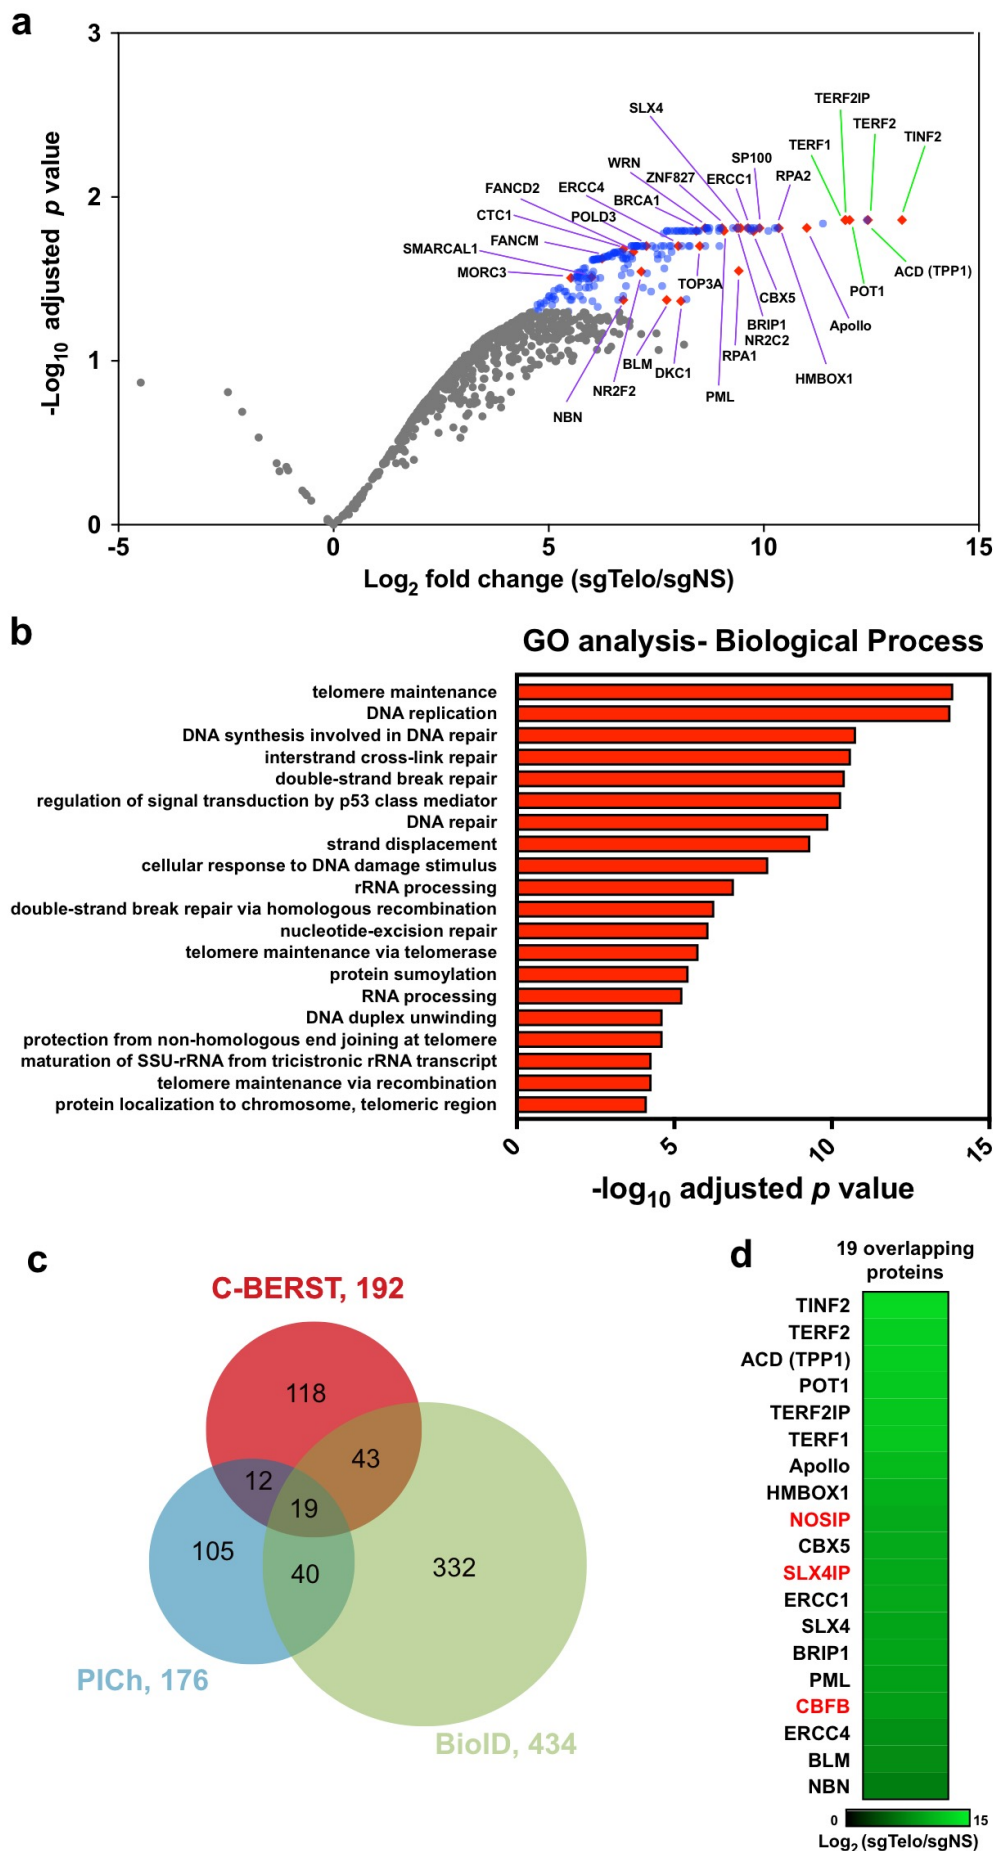 a
3
2
1
0
-Log10 adjusted p value
-5
0
5
10
15
Log2 fold change (sgTelo/sgNS)
TERF2IP
SLX4
TERF2
TERF1
TINF2
SP100
WRN
ZNF827
ERCC1
RPA2
FANCD2
ERCC4
BRCA1
CTC1
POLD3
FANCM
SMARCAL1
MORC3
TOP3A
ACD (TPP1)
POT1
CBX5
Apollo
BRIP1
NR2C2
RPA1
BLM
DKC1
HMBOX1
NR2F2
PML
NBN
b
GO analysis- Biological Process
telomere maintenance
DNA replication
DNA synthesis involved in DNA repair
interstrand cross-link repair
double-strand break repair
regulation of signal transduction by p53 class mediator
DNA repair
strand displacement
cellular response to DNA damage stimulus
rRNA processing
double-strand break repair via homologous recombination
nucleotide-excision repair
telomere maintenance via telomerase
protein sumoylation
RNA processing
DNA duplex unwinding
protection from non-homologous end joining at telomere
maturation of SSU-rRNA from tricistronic rRNA transcript
telomere maintenance via recombination
protein localization to chromosome, telomeric region
0
5
10
15
-log10 adjusted p value
c
C-BERST, 192
118
43
12
19
105
40
332
PICh, 176
BioID, 434
d
19 overlapping
proteins
TINF2
TERF2
ACD (TPP1)
POT1
TERF2IP
TERF1
Apollo
HMBOX1
NOSIP
CBX5
SLX4IP
ERCC1
SLX4
BRIP1
PML
CBFB
ERCC4
BLM
NBN
0
15
Log2 (sgTelo/sgNS)